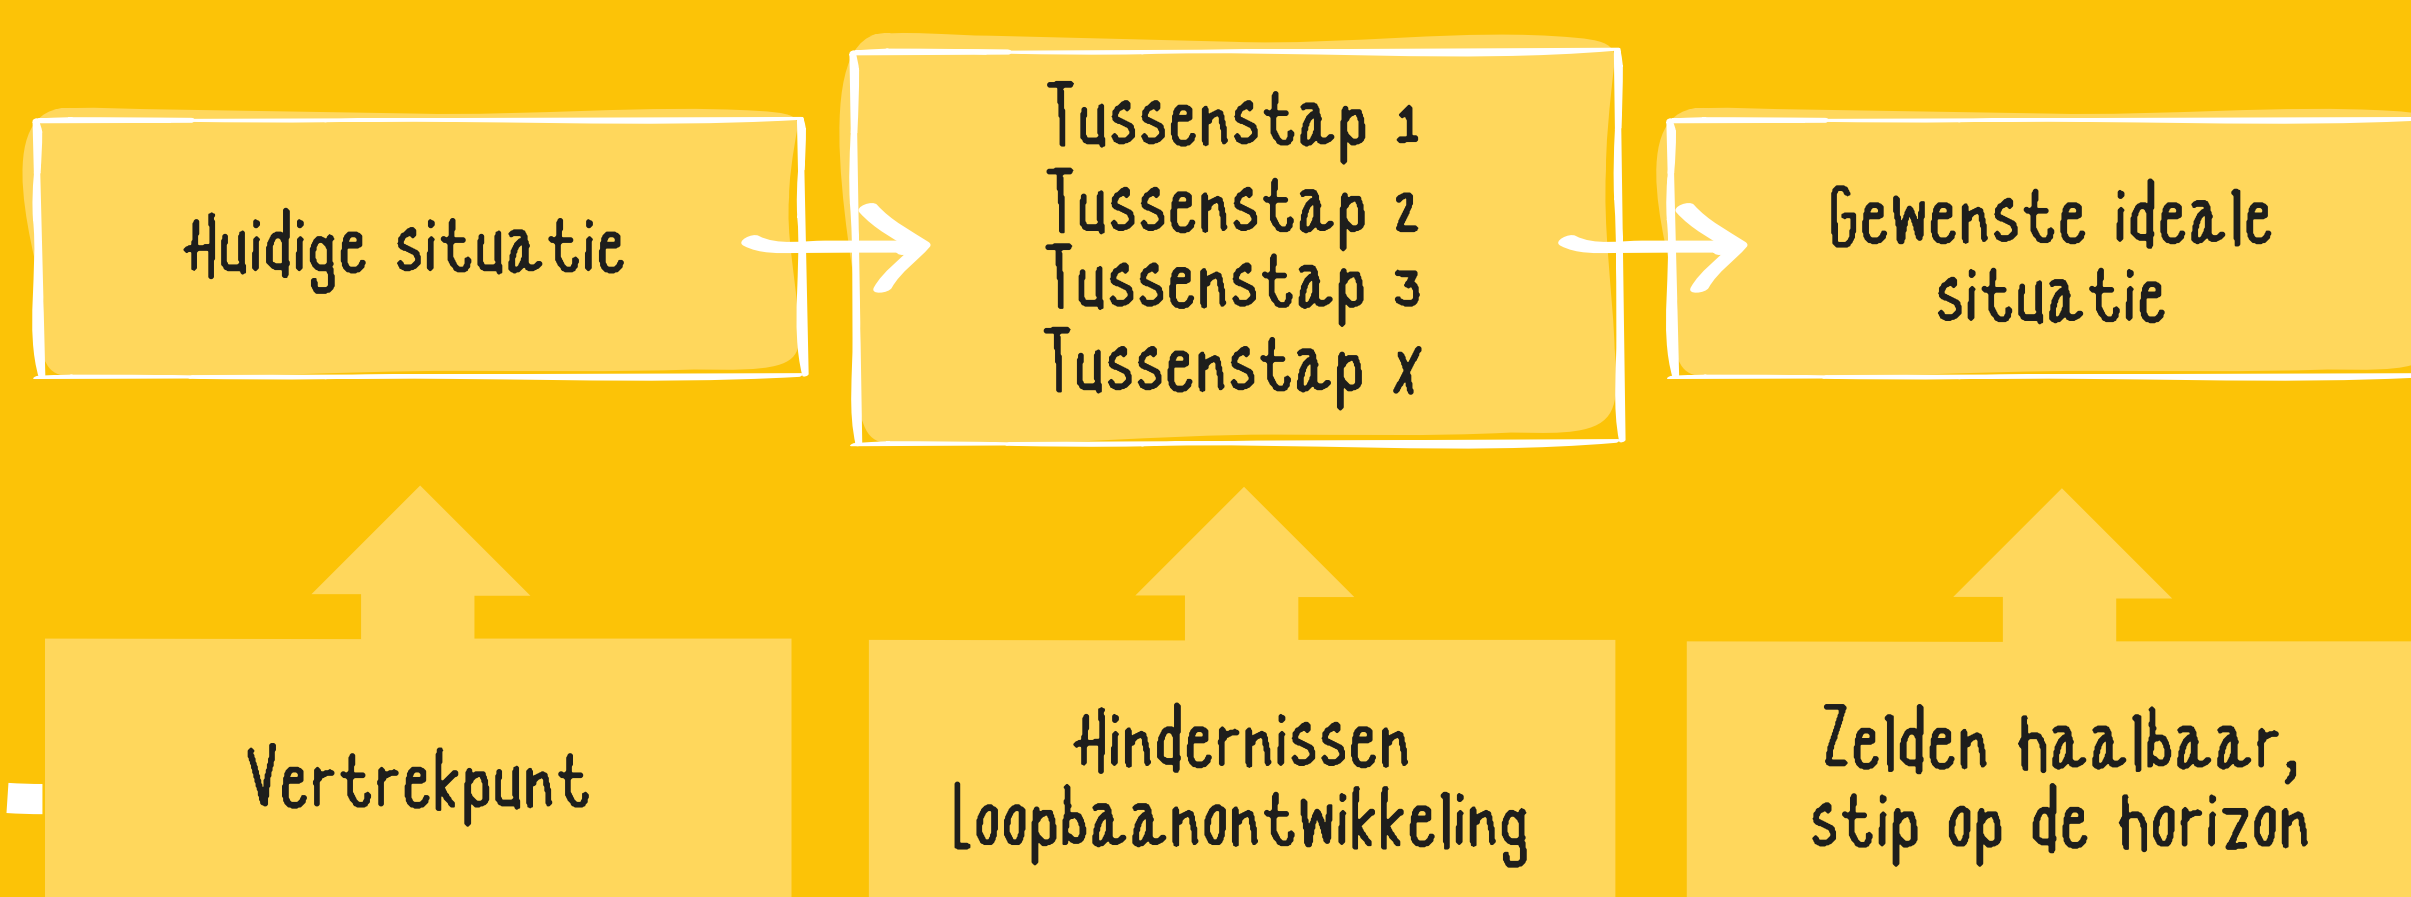 Huidige situatie
Tussenstap 1
Tussenstap 2
Tussenstap 3
Tussenstap X
Gewenste ideale
situatie
Vertrekpunt
Hindernissen
Loopbaanontwikkeling
Zelden haalbaar,
stip op de horizon